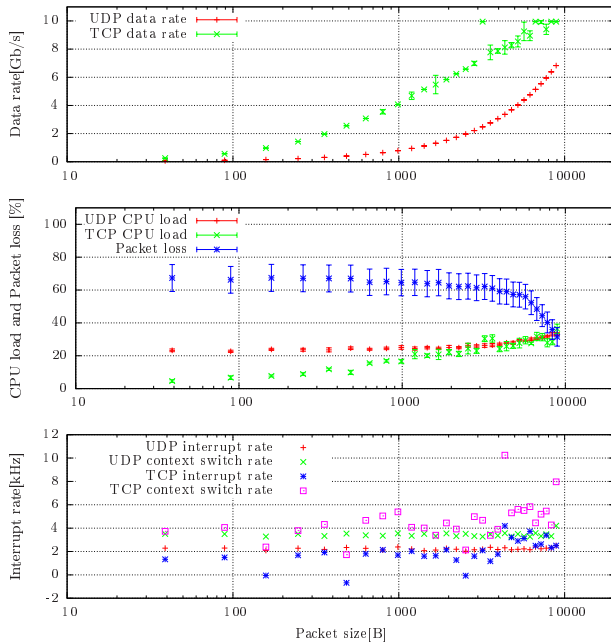 Data rate[Gb/s]
10
8
6
4
2
0
UDP data rate
TCP data rate
10
100
1000
10000
CPU load and Packet loss [%]
100
80
60
40
20
0
UDP CPU load
TCP CPU load
Packet loss
10
100
1000
10000
Interrupt rate[kHz]
12
10
8
6
4
2
0
-2
-4
UDP interrupt rate
UDP context switch rate
TCP interrupt rate
TCP context switch rate
10
100
1000
10000
Packet size[B]